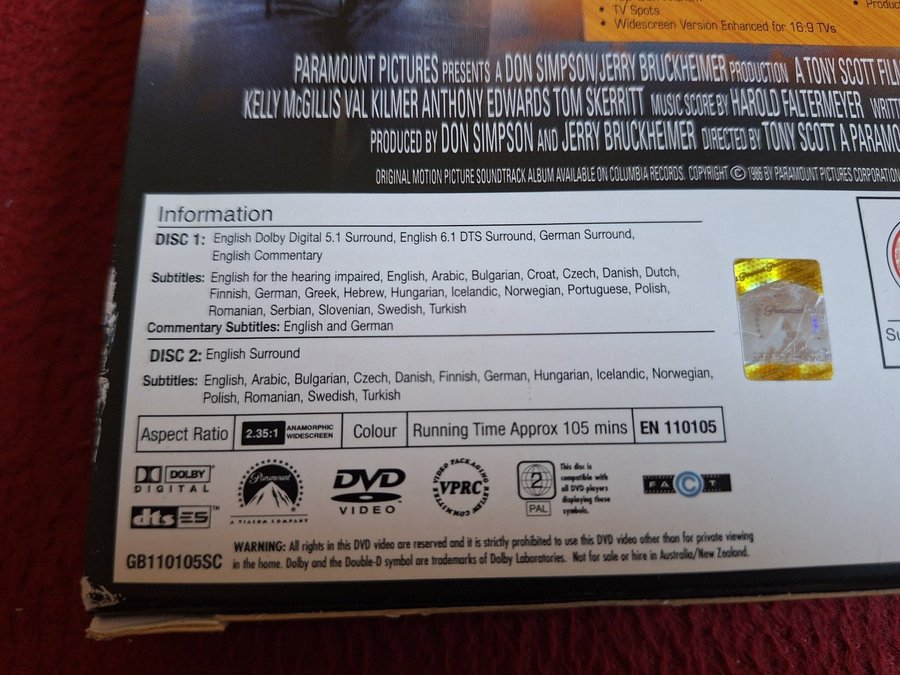 • TV Spots
• Widescreen Version Enhanced for 16:9 TVs
• Produc
PARAMOUNT PICTURES PRESENTS A DON SIMPSON/JERRY BRUCKHEIMER PRODUCTION A TONY SCOTT FILM
KELLY McGILLIS VAL KILMER ANTHONY EDWARDS TOM SKERRITT MUSIC SCORE BY HAROLD FALTERMEYER WRITT
PRODUCED BY DON SIMPSON AND JERRY BRUCKHEIMER DIRECTED BY TONY SCOTT A PARAMO
ORIGINAL MOTION PICTURE SOUNDTRACK ALBUM AVAILABLE ON COLUMBIA RECORDS. COPYRIGHT © 1986 BY PARAMOUNT PICTURES CORPORATION
Information
DISC 1: English Dolby Digital 5.1 Surround, English 6.1 DTS Surround, German Surround,
English Commentary
Subtitles: English for the hearing impaired, English, Arabic, Bulgarian, Croat, Czech, Danish, Dutch,
Finnish, German, Greek, Hebrew, Hungarian, Icelandic, Norwegian, Portuguese, Polish,
Romanian, Serbian, Slovenian, Swedish, Turkish
Commentary Subtitles: English and German
DISC 2: English Surround
Subtitles: English, Arabic, Bulgarian, Czech, Danish, Finnish, German, Hungarian, Icelandic, Norwegian,
Polish, Romanian, Swedish, Turkish
Aspect Ratio 2.35:1 ANAMORPHIC WIDESCREEN Colour Running Time Approx 105 mins EN 110105
DOLBY
DIGITAL
dts ES™
Paramount
A VIACOM COMPANY
DVD
VIDEO
VIDEO PACKAGING REVIEW COMMITTEE
VPRC
2
PAL
This disc is
compatible with
all DVD players
displaying these
symbols.
FACT
GB110105SC
WARNING: All rights in this DVD video are reserved and it is strictly prohibited to use this DVD video other than for private viewing
in the home. Dolby and the Double-D symbol are trademarks of Dolby Laboratories. Not for sale or hire in Australia/New Zealand.
Paramount
Su